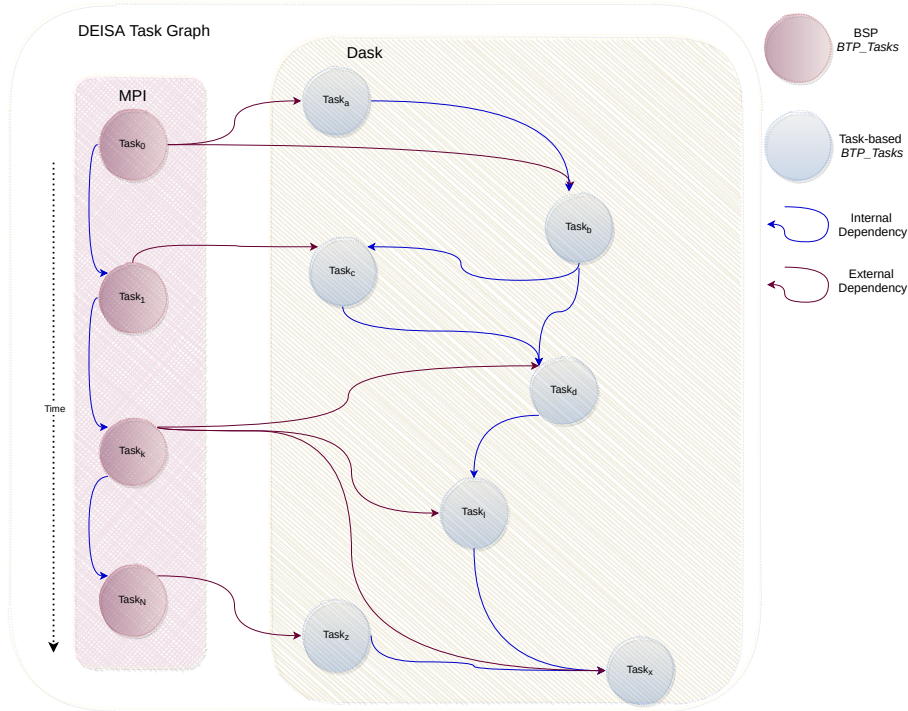 DEISA Task Graph
Dask
MPI
Task0
Taska
Taskb
Task1
Taskc
Taskd
Time
Taskk
Taski
TaskN
Taskz
Taskx
BSP
BTP_Tasks
Task-based
BTP_Tasks
Internal
Dependency
External
Dependency